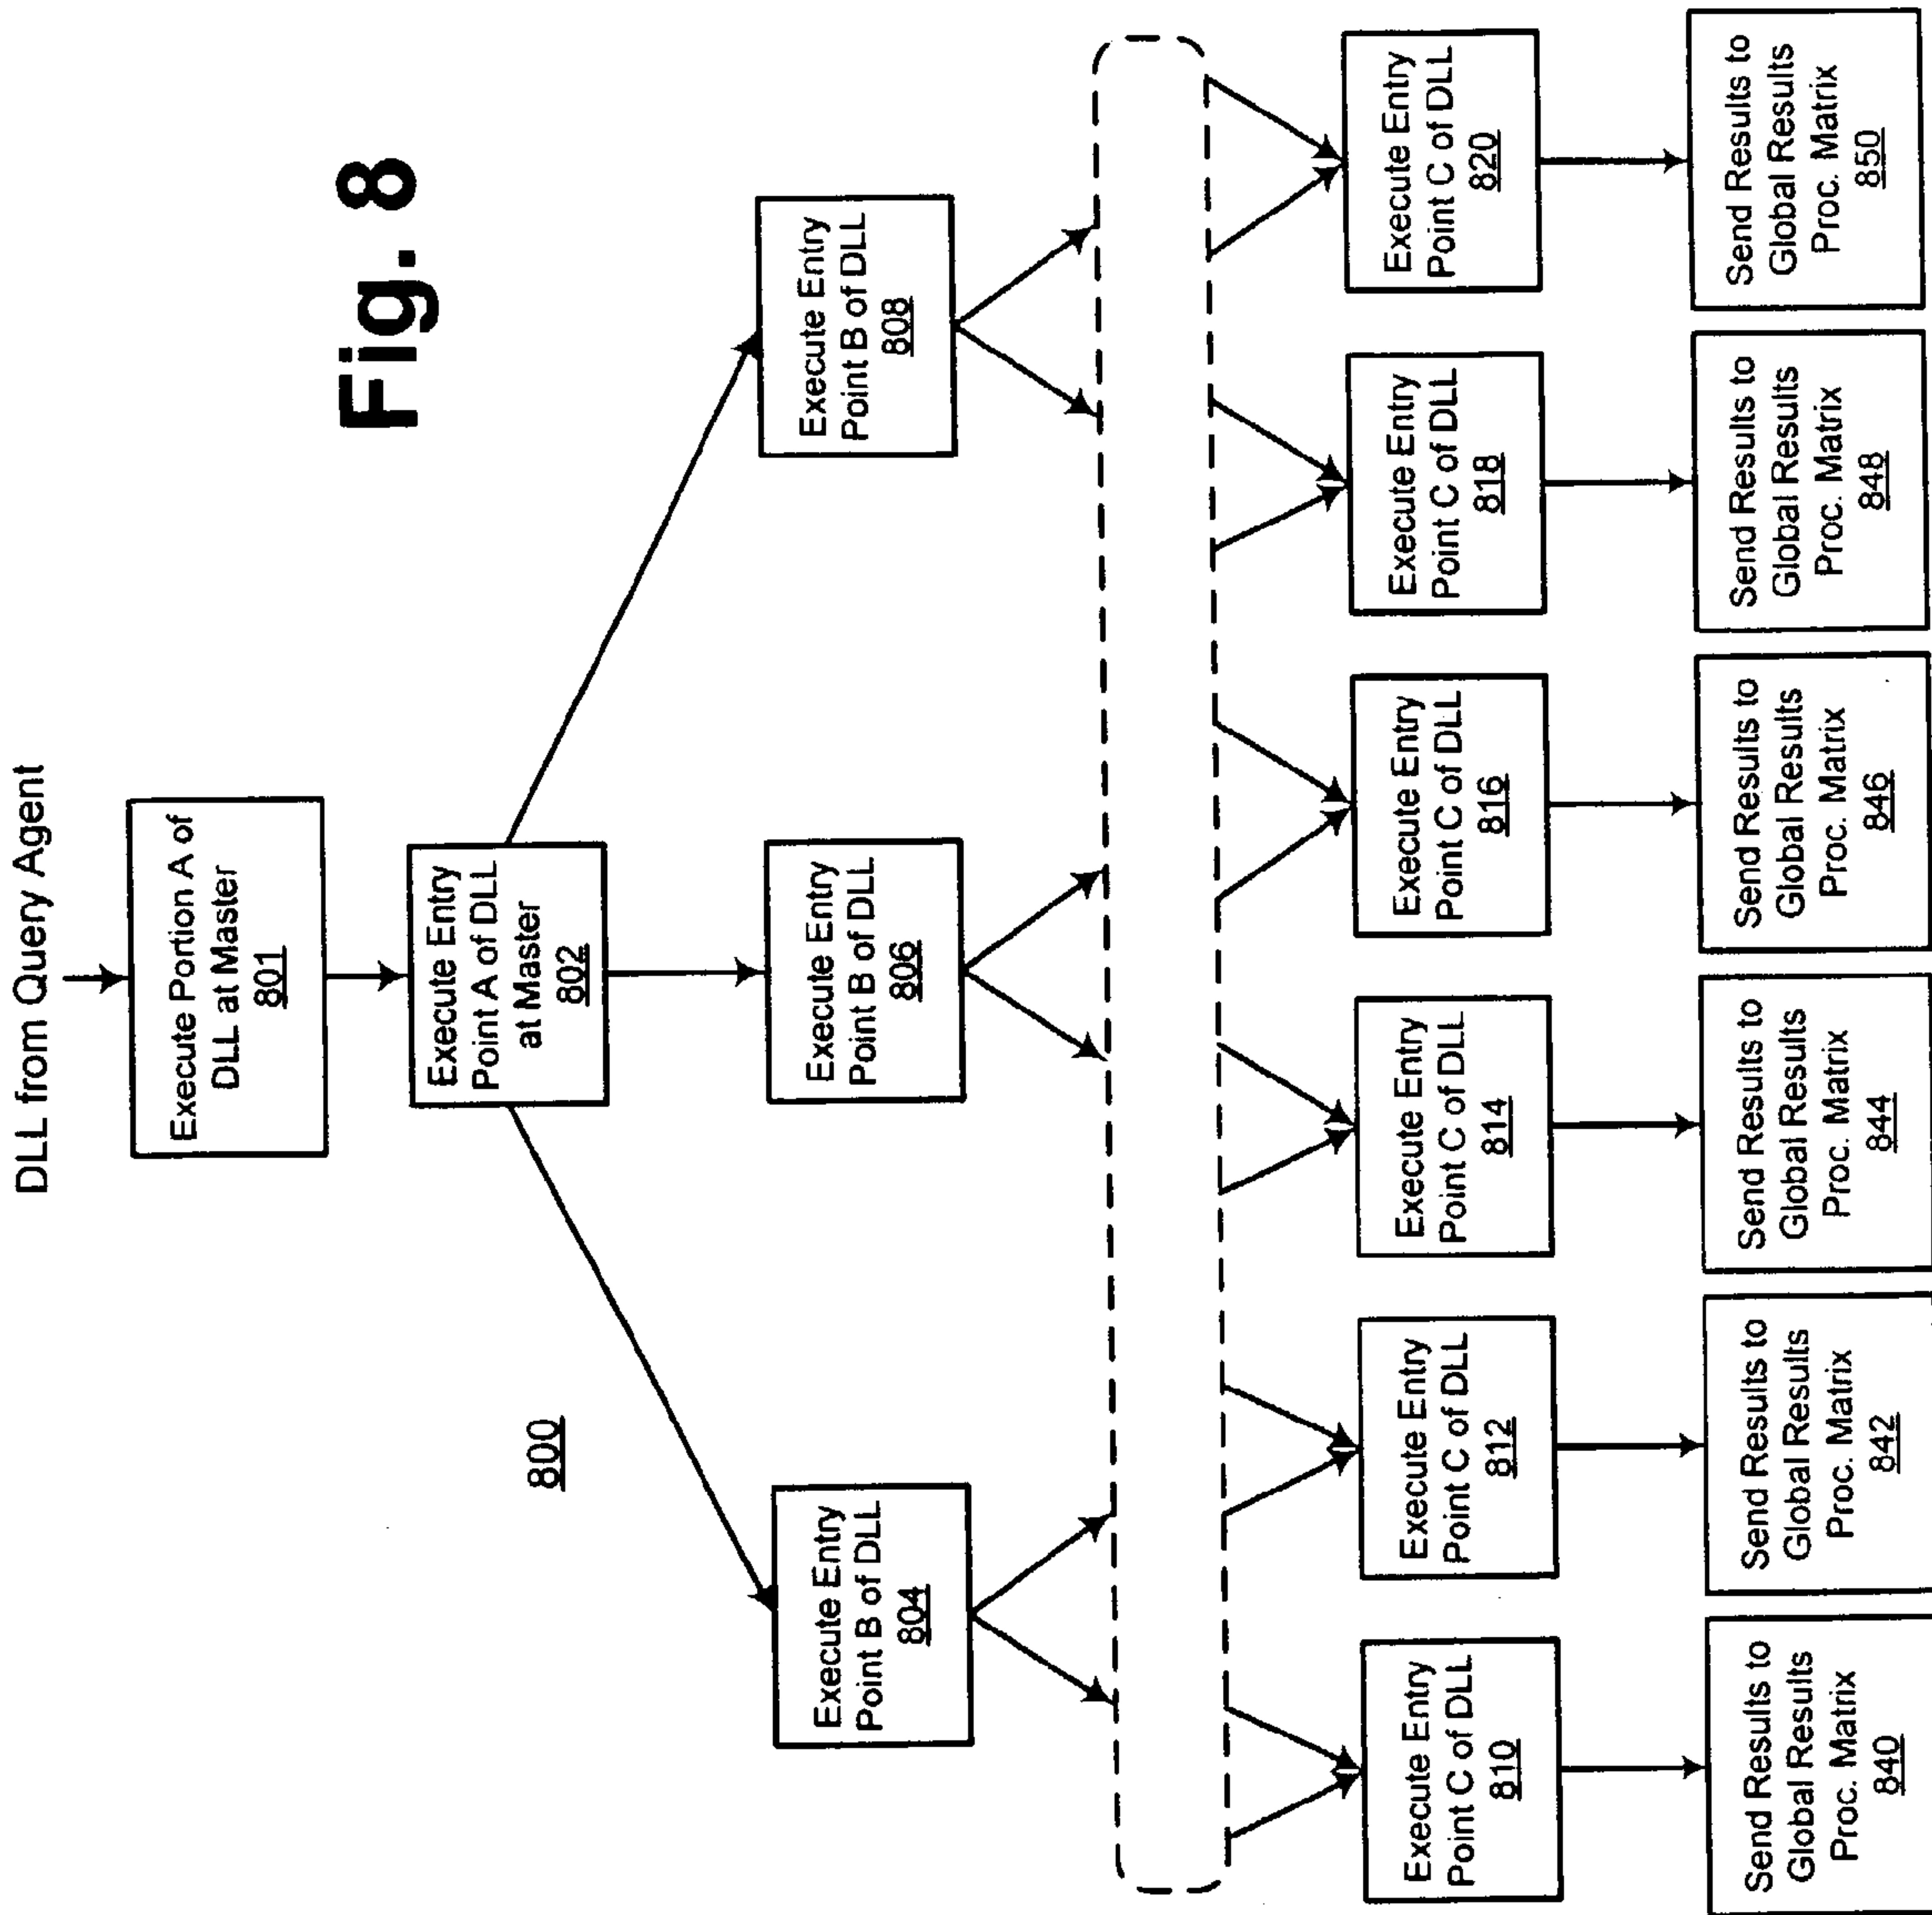 DLL from Query Agent
Execute Portion A of
DLL at Master
801
Execute Entry
Point A of DLL
at Master
802
Fig. 8
800
Execute Entry
Point B of DLL
804
Execute Entry
Point B of DLL
806
Execute Entry
Point B of DLL
808
Execute Entry
Point C of DLL
810
Execute Entry
Point C of DLL
812
Execute Entry
Point C of DLL
814
Execute Entry
Point C of DLL
816
Execute Entry
Point C of DLL
818
Execute Entry
Point C of DLL
820
Send Results to
Global Results
Proc. Matrix
840
Send Results to
Global Results
Proc. Matrix
842
Send Results to
Global Results
Proc. Matrix
844
Send Results to
Global Results
Proc. Matrix
846
Send Results to
Global Results
Proc. Matrix
848
Send Results to
Global Results
Proc. Matrix
850